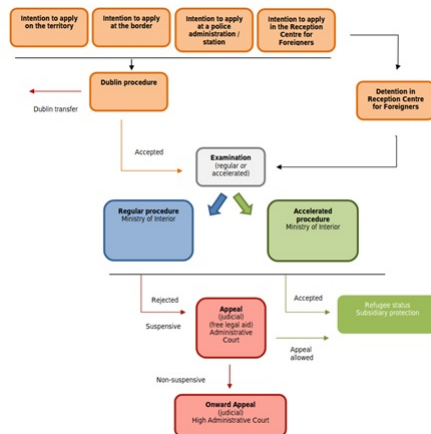 Intention to apply
on the territory
Intention to apply
at the border
Intention to apply
at a police
administration /
station
Intention to apply
in the Reception
Centre for
Foreigners
Dublin procedure
Dublin transfer
Detention in
Reception Centre
for Foreigners
Accepted
Examination
(regular or
accelerated)
Regular procedure
Ministry of Interior
Accelerated
procedure
Ministry of Interior
Rejected
Suspensive
Appeal
(judicial)
(free legal aid)
Administrative
Court
Accepted
Refugee status
Subsidiary protection
Appeal
allowed
Non-suspensive
Onward Appeal
(judicial)
High Administrative Court